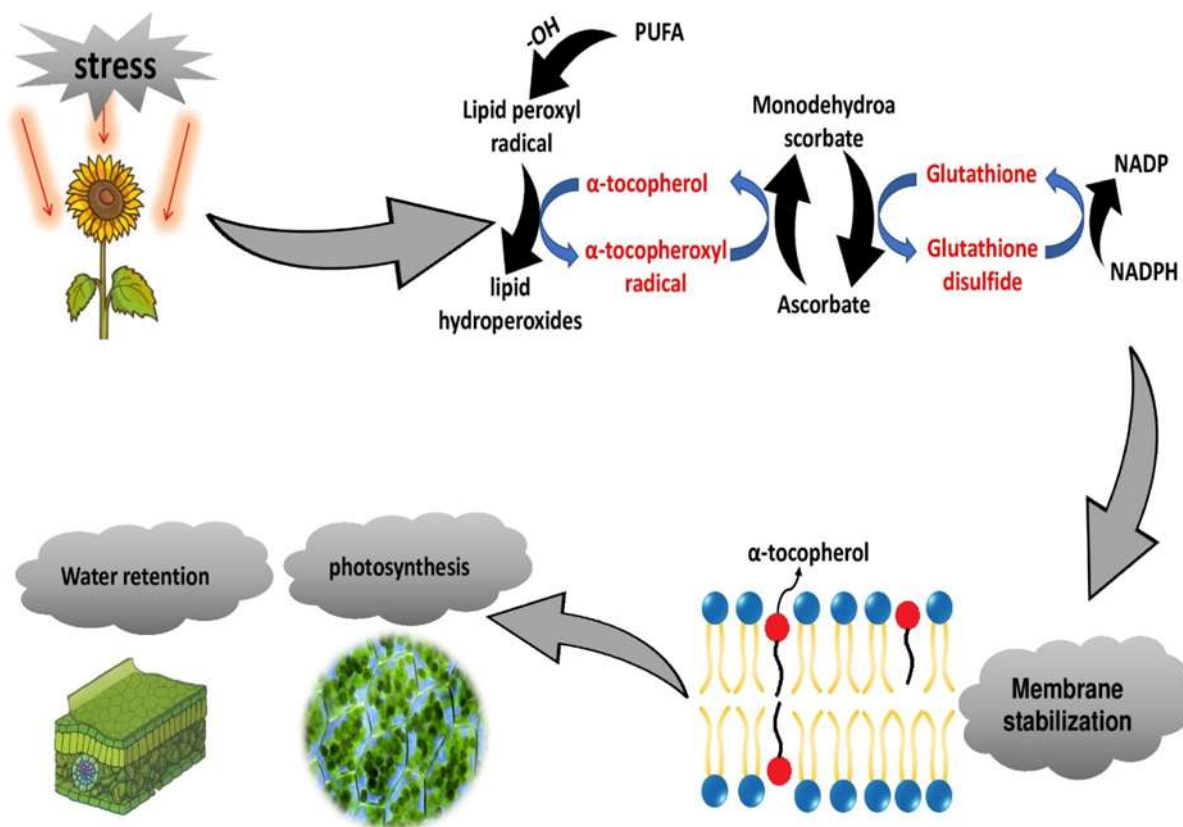 stress
-OH
PUFA
Lipid peroxyl
radical
Monodehydroa
scorbate
α-tocopherol
Glutathione
NADP
α-tocopheroxyl
radical
Glutathione
disulfide
NADPH
lipid
hydroperoxides
Ascorbate
Water retention
photosynthesis
α-tocopherol
Membrane
stabilization